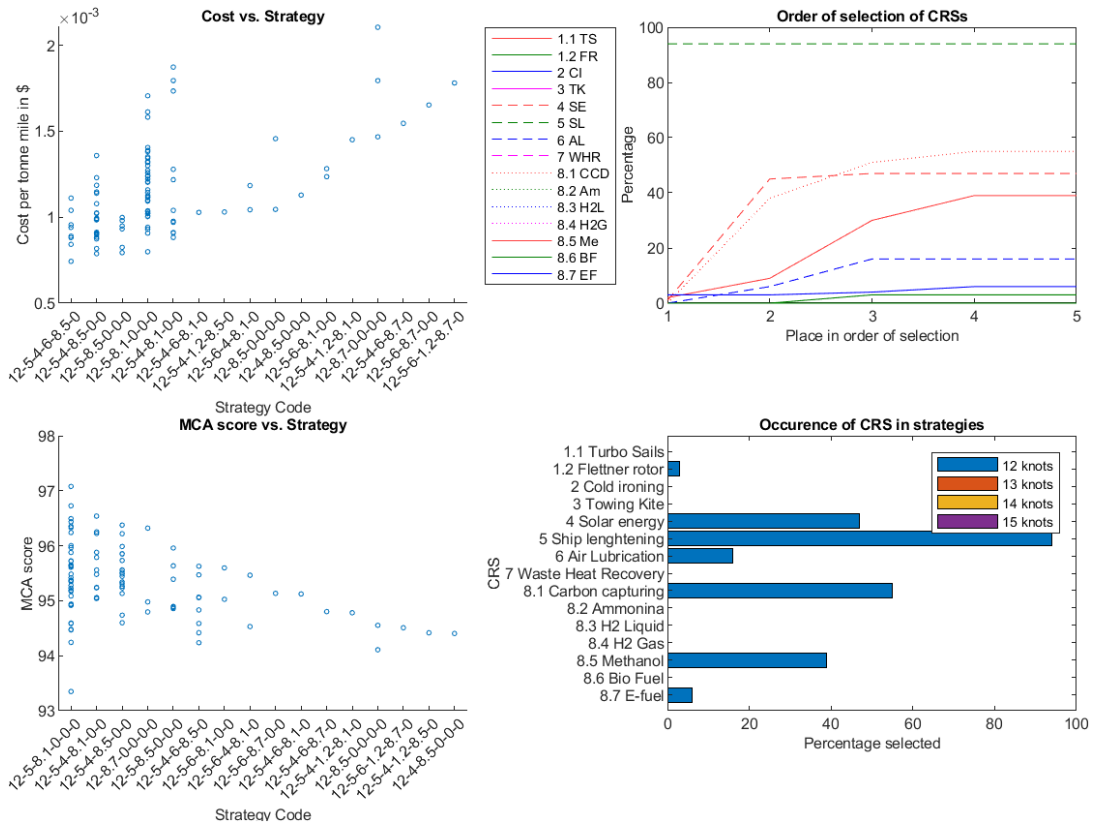 Cost vs. Strategy
× 10⁻³
2
1.5
1
0.5
Cost per tonne mile in $
12-5-4-6-8.5-0
12-5-4-8.5-0-0
12-5-8.5-0-0-0
12-5-8.1-0-0-0
12-5-4-8.1-0-0
12-5-4-6-8.1-0
12-5-4-1.2-8.5-0
12-5-6-4-8.1-0
12-8.5-0-0-0-0
12-4-8.5-0-0-0
12-5-6-8.1-0-0
12-5-4-1.2-8.1-0
12-8.7-0-0-0-0
12-5-4-6-8.7-0
12-5-6-8.7-0-0
12-5-6-1.2-8.7-0
Strategy Code
1.1 TS
1.2 FR
2 CI
3 TK
4 SE
5 SL
6 AL
7 WHR
8.1 CCD
8.2 Am
8.3 H2L
8.4 H2G
8.5 Me
8.6 BF
8.7 EF
Order of selection of CRSs
100
80
60
40
20
0
Percentage
1
2
3
4
5
Place in order of selection
MCA score vs. Strategy
98
97
96
95
94
93
MCA score
12-5-8.1-0-0-0
12-5-4-8.1-0-0
12-5-4-8.5-0-0
12-8.7-0-0-0-0
12-5-8.5-0-0-0
12-5-4-6-8.5-0
12-5-6-8.1-0-0
12-5-6-4-8.1-0
12-5-6-8.7-0-0
12-5-4-6-8.1-0
12-5-4-6-8.7-0
12-5-4-1.2-8.1-0
12-8.5-0-0-0-0
12-5-6-1.2-8.7-0
12-5-4-1.2-8.5-0
12-4-8.5-0-0-0
Strategy Code
Occurence of CRS in strategies
1.1 Turbo Sails
1.2 Flettner rotor
2 Cold ironing
3 Towing Kite
4 Solar energy
5 Ship lenghtening
6 Air Lubrication
7 Waste Heat Recovery
8.1 Carbon capturing
8.2 Ammonina
8.3 H2 Liquid
8.4 H2 Gas
8.5 Methanol
8.6 Bio Fuel
8.7 E-fuel
CRS
12 knots
13 knots
14 knots
15 knots
0
20
40
60
80
100
Percentage selected